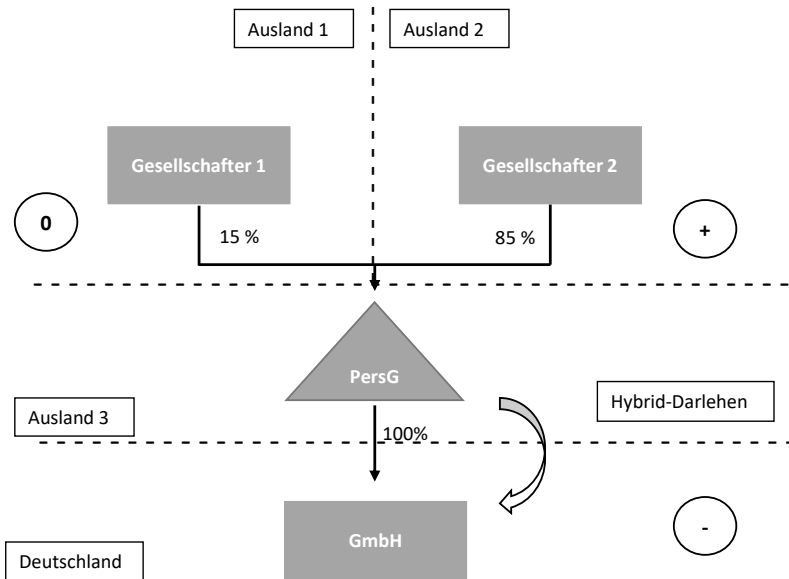 Ausland 1
Ausland 2
Gesellschafter 1
Gesellschafter 2
0
15 %
85 %
+
PersG
Hybrid-Darlehen
Ausland 3
100%
GmbH
-
Deutschland